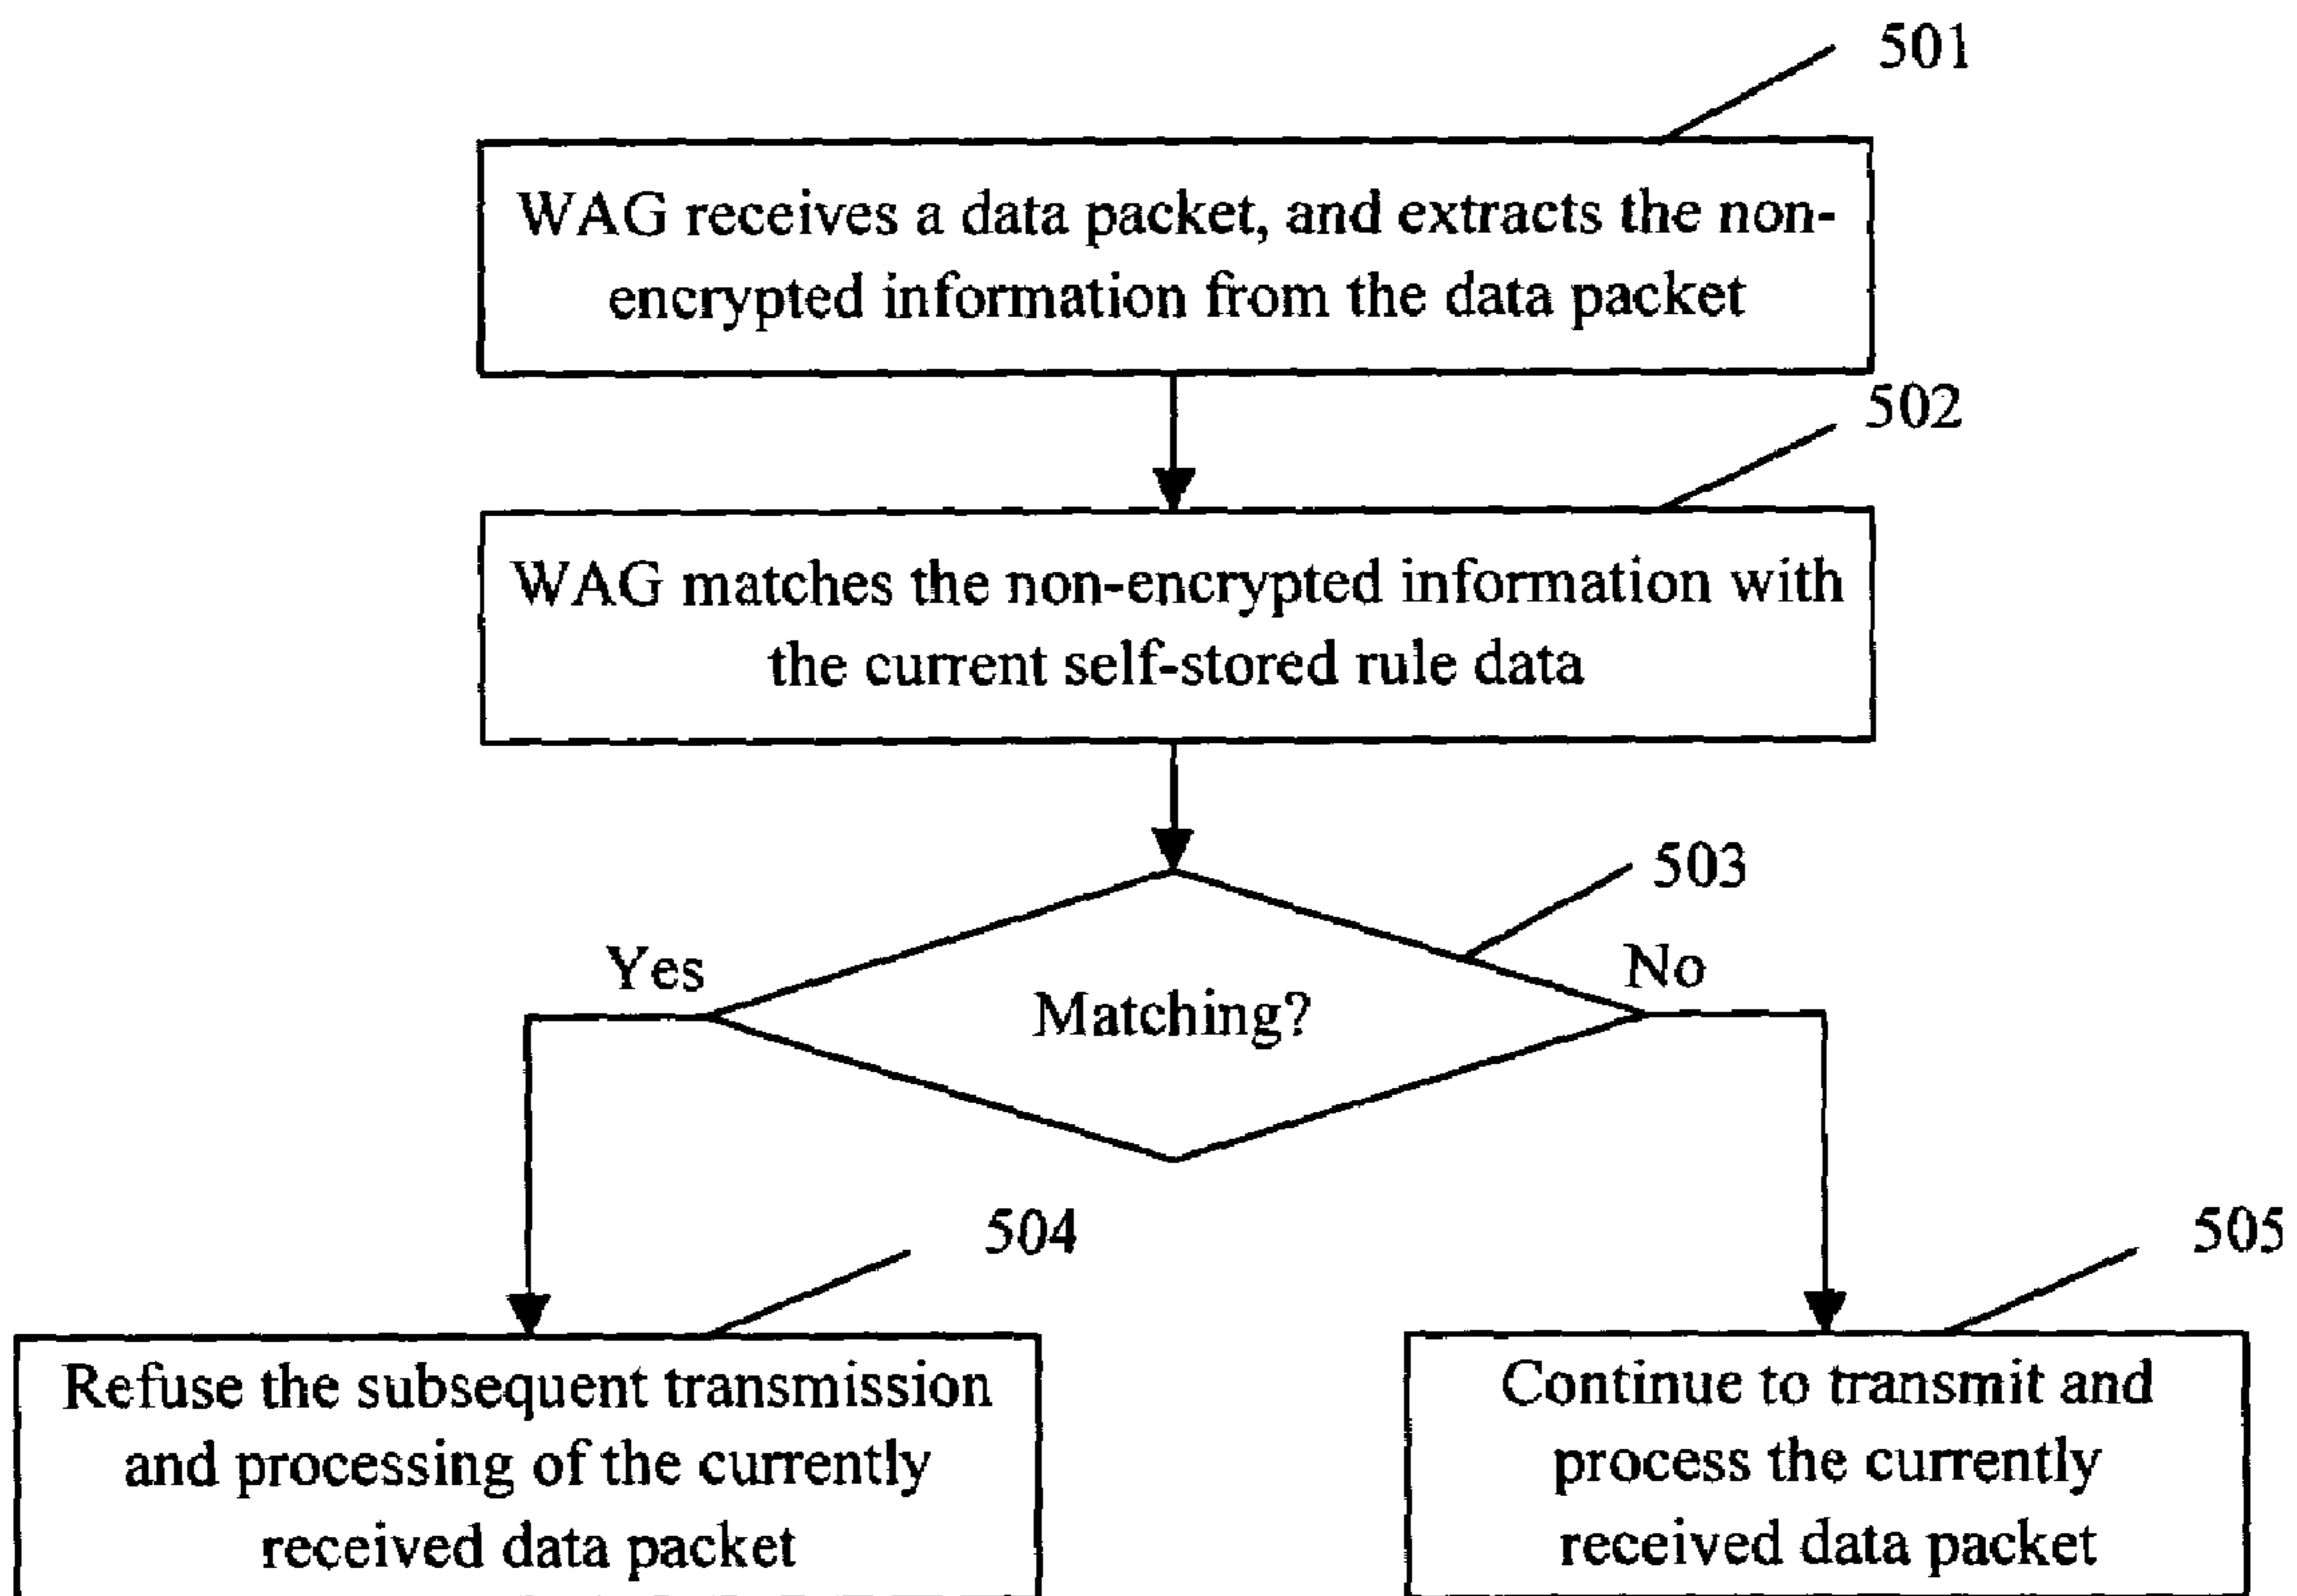 501
WAG receives a data packet, and extracts the non-
encrypted information from the data packet
502
WAG matches the non-encrypted information with
the current self-stored rule data
503
Yes
No
Matching?
504
505
Refuse the subsequent transmission
and processing of the currently
received data packet
Continue to transmit and
process the currently
received data packet